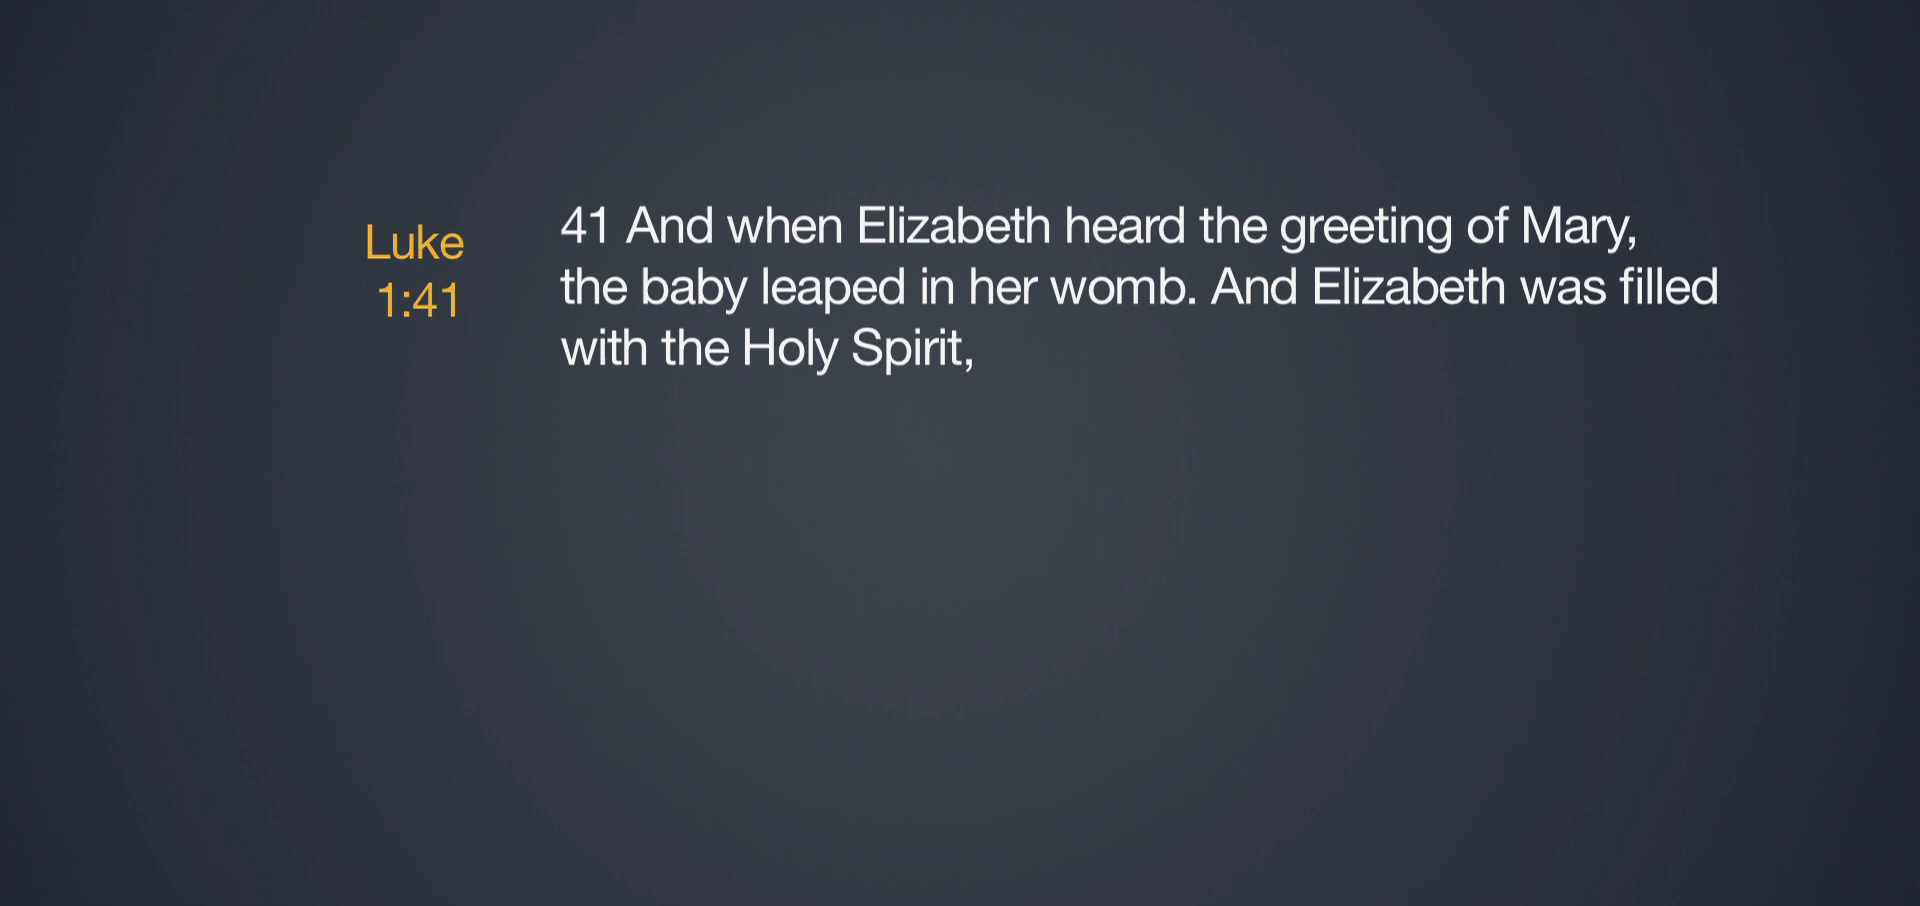 Luke
1:41
41 And when Elizabeth heard the greeting of Mary,
the baby leaped in her womb. And Elizabeth was filled
with the Holy Spirit,